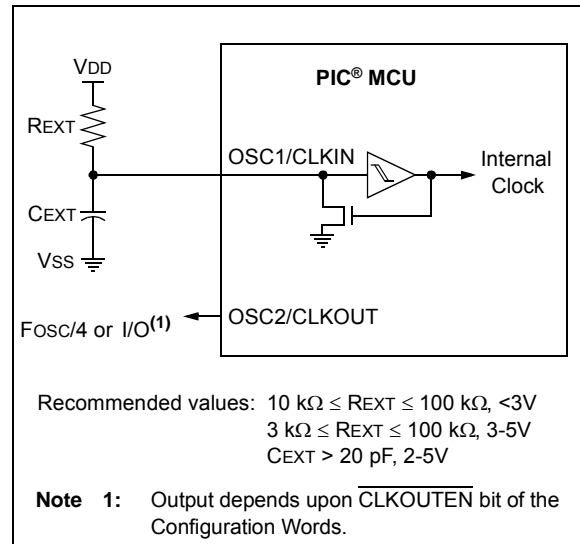 VDD
PIC® MCU
REXT
OSC1/CLKIN
Internal
Clock
CEXT
VSS
FOSC/4 or I/O(1)
OSC2/CLKOUT
Recommended values: 10 kΩ ≤ REXT ≤ 100 kΩ, <3V
3 kΩ ≤ REXT ≤ 100 kΩ, 3-5V
CEXT > 20 pF, 2-5V
Note 1: Output depends upon CLKOUTEN bit of the
Configuration Words.